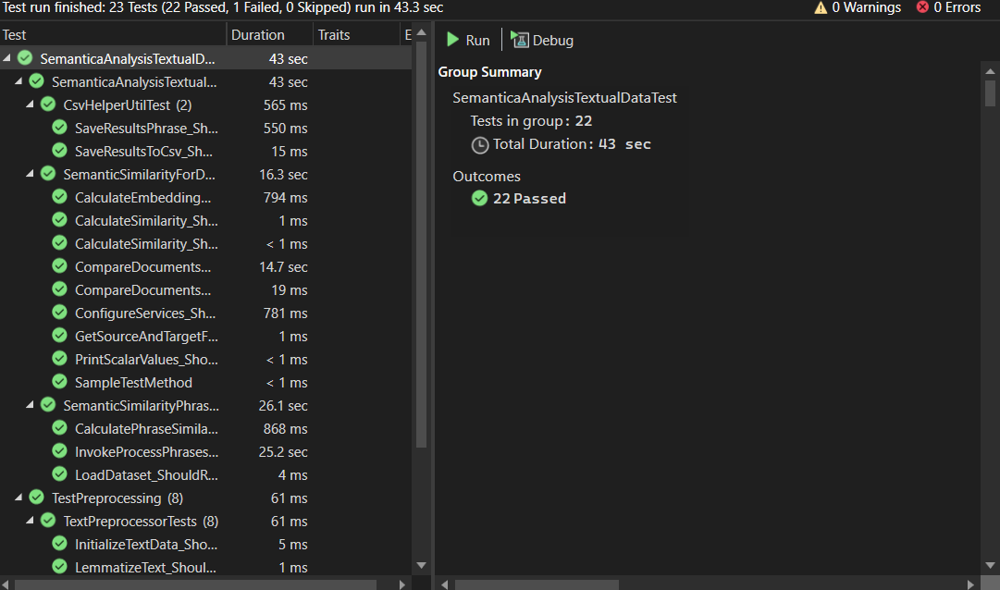 Test run finished: 23 Tests (22 Passed, 1 Failed, 0 Skipped) run in 43.3 sec
0 Warnings
0 Errors
Test Duration Traits E
SemanticaAnalysisTextualD... 43 sec
SemanticaAnalysisTextual... 43 sec
CsvHelperUtilTest (2) 565 ms
SaveResultsPhrase_Sh... 550 ms
SaveResultsToCsv_Sh... 15 ms
SemanticSimilarityForD... 16.3 sec
CalculateEmbedding... 794 ms
CalculateSimilarity_Sh... 1 ms
CalculateSimilarity_Sh... < 1 ms
CompareDocuments... 14.7 sec
CompareDocuments... 19 ms
ConfigureServices_Sh... 781 ms
GetSourceAndTargetF... 1 ms
PrintScalarValues_Sho... < 1 ms
SampleTestMethod < 1 ms
SemanticSimilarityPhras... 26.1 sec
CalculatePhraseSimila... 868 ms
InvokeProcessPhrases... 25.2 sec
LoadDataset_ShouldR... 4 ms
TestPreprocessing (8) 61 ms
TextPreprocessorTests (8) 61 ms
InitializeTextData_Sho... 5 ms
LemmatizeText_Shoul... 1 ms
Run
Debug
Group Summary
SemanticaAnalysisTextualDataTest
Tests in group: 22
Total Duration: 43 sec
Outcomes
22 Passed